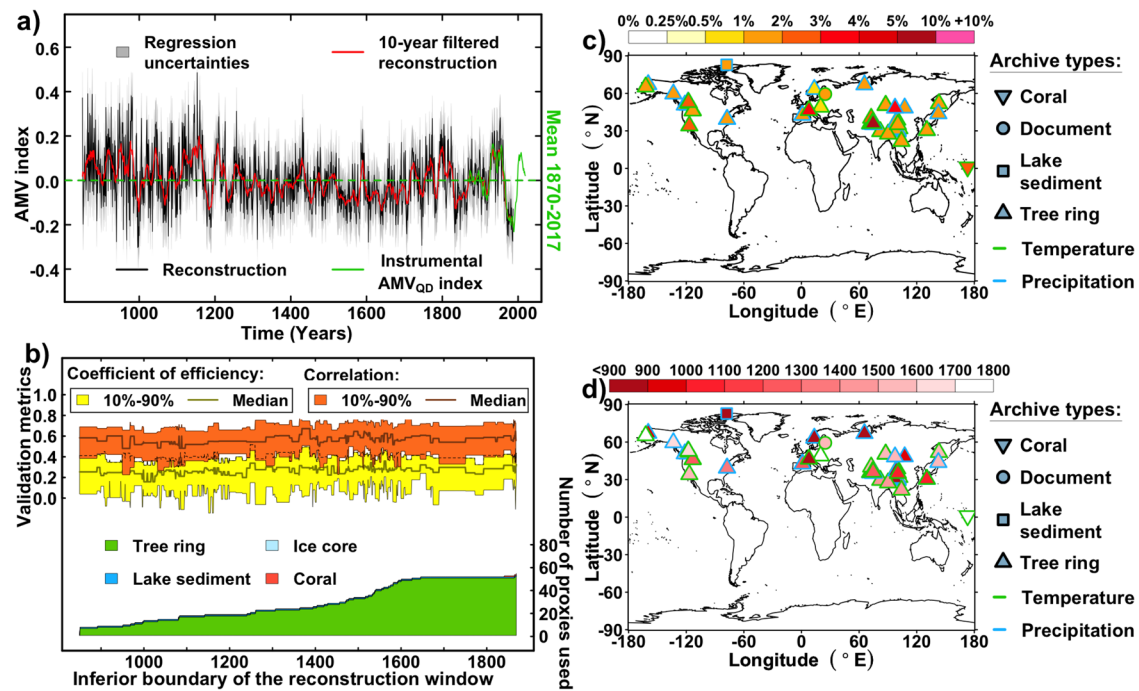 a)
0.6
0.4
0.2
0.0
-0.2
-0.4
AMV index
Regression
uncertainties
10-year filtered
reconstruction
Reconstruction
Instrumental
AMVQD index
Mean 1870-2017
800 1000 1200 1400 1600 1800 2000
Time (Years)
b)
Coefficient of efficiency:
Correlation:
10%-90%
Median
10%-90%
Median
1.0
0.8
0.6
0.4
0.2
0.0
Validation metrics
Tree ring
Ice core
Lake sediment
Coral
80
60
40
20
0
Number of proxies used
1000 1200 1400 1600 1800
Inferior boundary of the reconstruction window
0% 0.25% 0.5% 1% 2% 3% 4% 5% 10% +10%
c)
90
60
30
0
-30
-60
-90
Latitude (°N)
-180 -120 -60 0 60 120 180
Longitude (°E)
Archive types:
Coral
Document
Lake
sediment
Tree ring
Temperature
Precipitation
<900 900 1000 1100 1200 1300 1400 1500 1600 1700 1800
d)
90
60
30
0
-30
-60
-90
Latitude (°N)
-180 -120 -60 0 60 120 180
Longitude (°E)
Archive types:
Coral
Document
Lake
sediment
Tree ring
Temperature
Precipitation